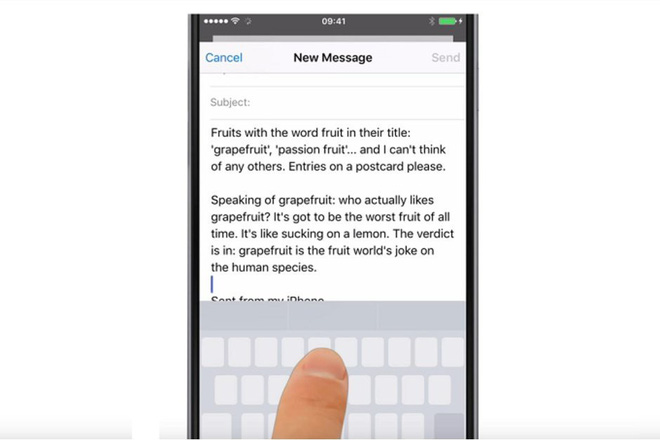 09:41
Cancel New Message Send
Subject:
Fruits with the word fruit in their title:
'grapefruit', 'passion fruit'... and I can't think
of any others. Entries on a postcard please.
Speaking of grapefruit: who actually likes
grapefruit? It's got to be the worst fruit of all
time. It's like sucking on a lemon. The verdict
is in: grapefruit is the fruit world's joke on
the human species.
Sent from my iPhone